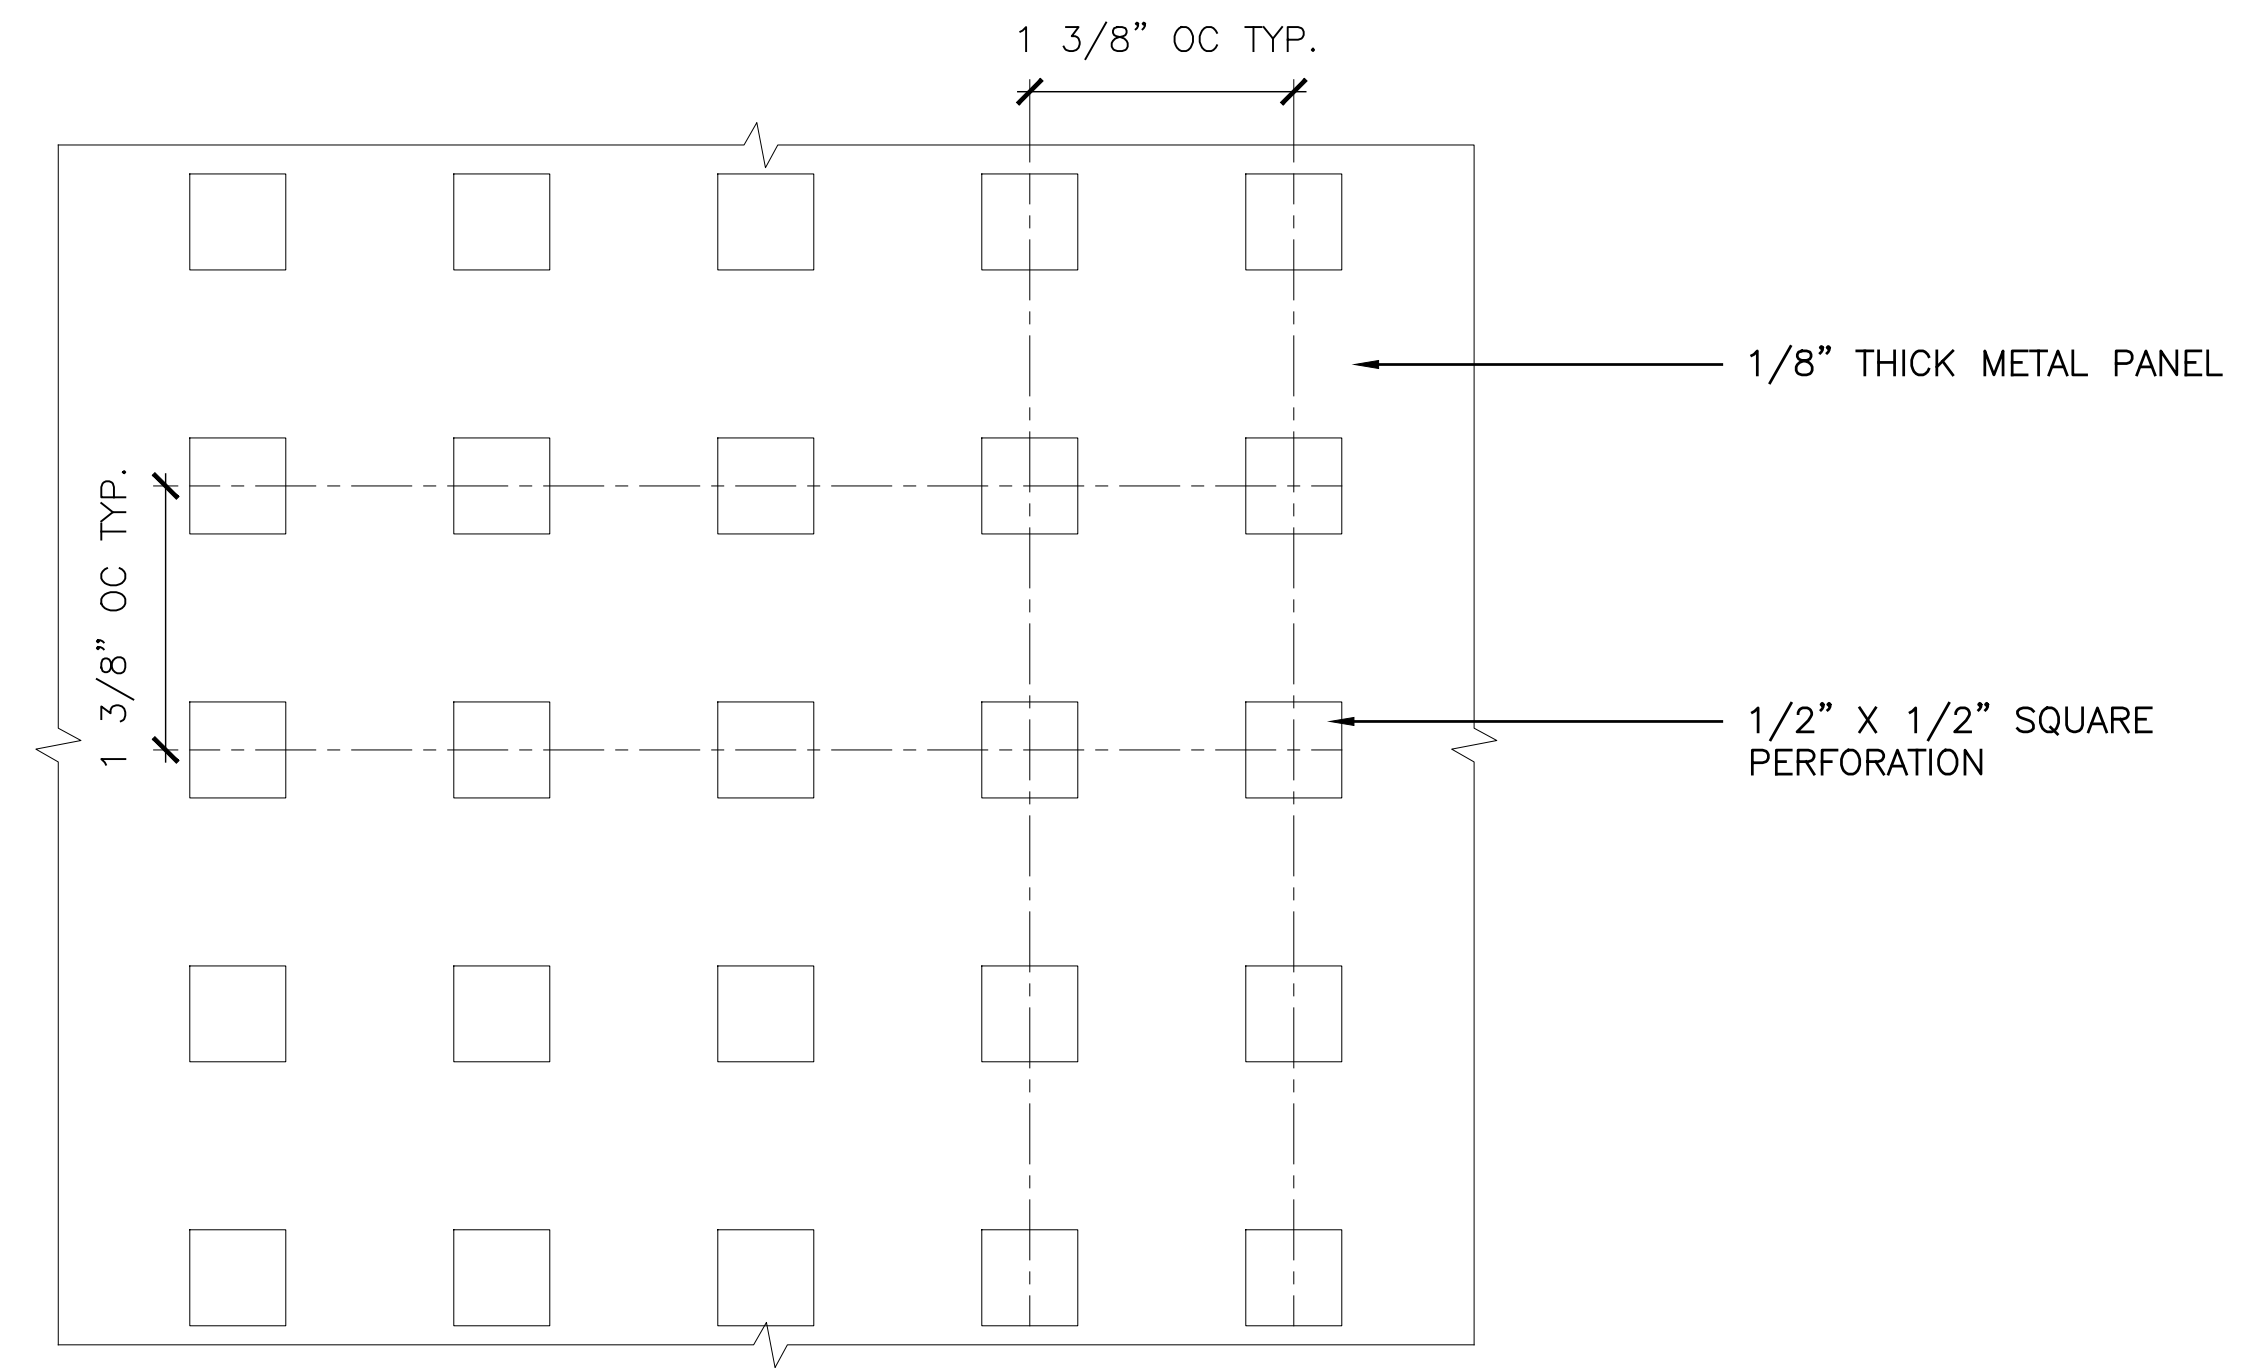 1 3/8” OC TYP.
1/8” THICK METAL PANEL
1 3/8” OC TYP.
1/2” X 1/2” SQUARE
PERFORATION